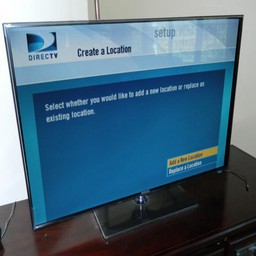 setup
DIRECTV
Create a Location
Select whether you would like to add a new location or replace an
existing location.
Add a New Location
Replace a Location